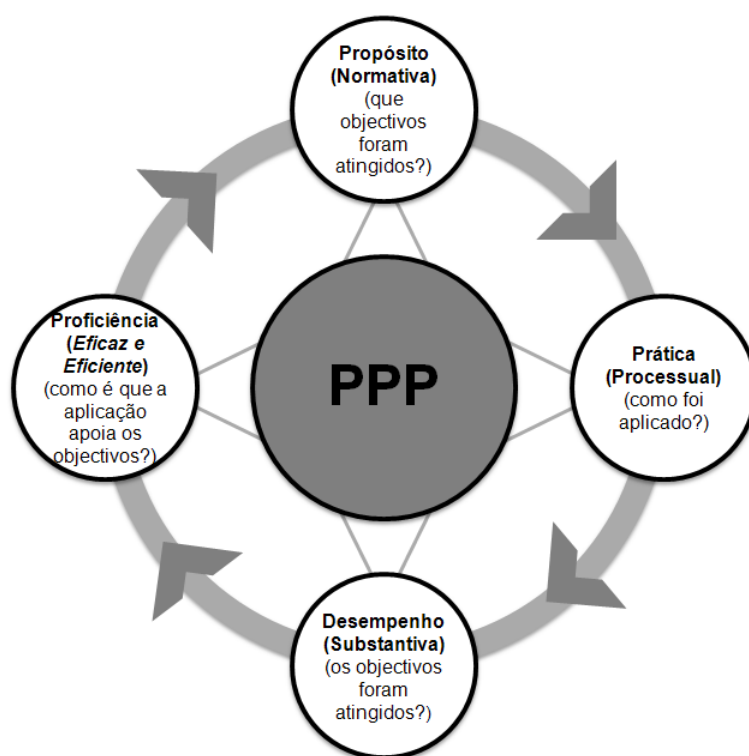 Propósito
(Normativa)
(que
objectivos
foram
atingidos?)
Proficiência
(Eficaz e
Eficiente)
(como é que a
aplicação
apoia os
objectivos?)
PPP
Prática
(Processual)
(como foi
aplicado?)
Desempenho
(Substantiva)
(os objectivos
foram
atingidos?)